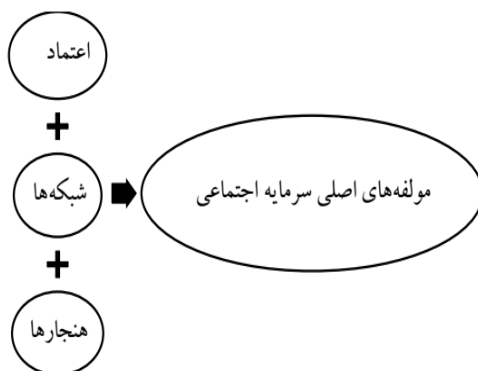 اعتماد
+
شبکه‌ها
مولفه‌های اصلی سرمایه اجتماعی
+
هنجارها